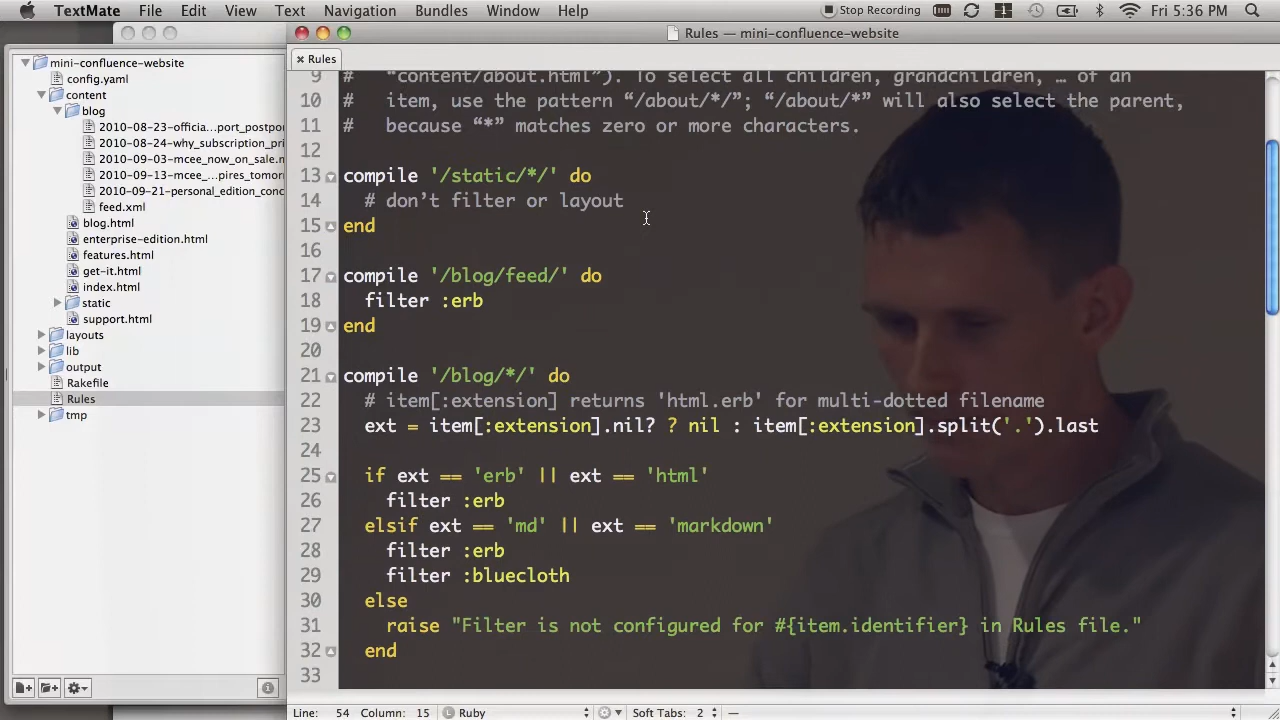 TextMate File Edit View Text Navigation Bundles Window Help Stop Recording 1 Fri 5:36 PM
Rules — mini-confluence-website
Rules
mini-confluence-website
config.yaml
content
blog
2010-08-23-officia...port_postpon
2010-08-24-why_subscription_pri
2010-09-03-mcee_now_on_sale.n
2010-09-13-mcee_...pires_tomor
2010-09-21-personal_edition_conc
feed.xml
blog.html
enterprise-edition.html
features.html
get-it.html
index.html
static
support.html
layouts
lib
output
Rakefile
Rules
tmp
9 #   “content/about.html”). To select all children, grandchildren, … of an
10 #   item, use the pattern “/about/*/”; “/about/*” will also select the parent,
11 #   because “*” matches zero or more characters.
12
13 compile '/static/*/' do
14   # don’t filter or layout
15 end
16
17 compile '/blog/feed/' do
18   filter :erb
19 end
20
21 compile '/blog/*/' do
22   # item[:extension] returns 'html.erb' for multi-dotted filename
23   ext = item[:extension].nil? ? nil : item[:extension].split('.').last
24
25   if ext == 'erb' || ext == 'html'
26     filter :erb
27   elsif ext == 'md' || ext == 'markdown'
28     filter :erb
29     filter :bluecloth
30   else
31     raise "Filter is not configured for #{item.identifier} in Rules file."
32   end
33
Line: 54 Column: 15 Ruby Soft Tabs: 2 —